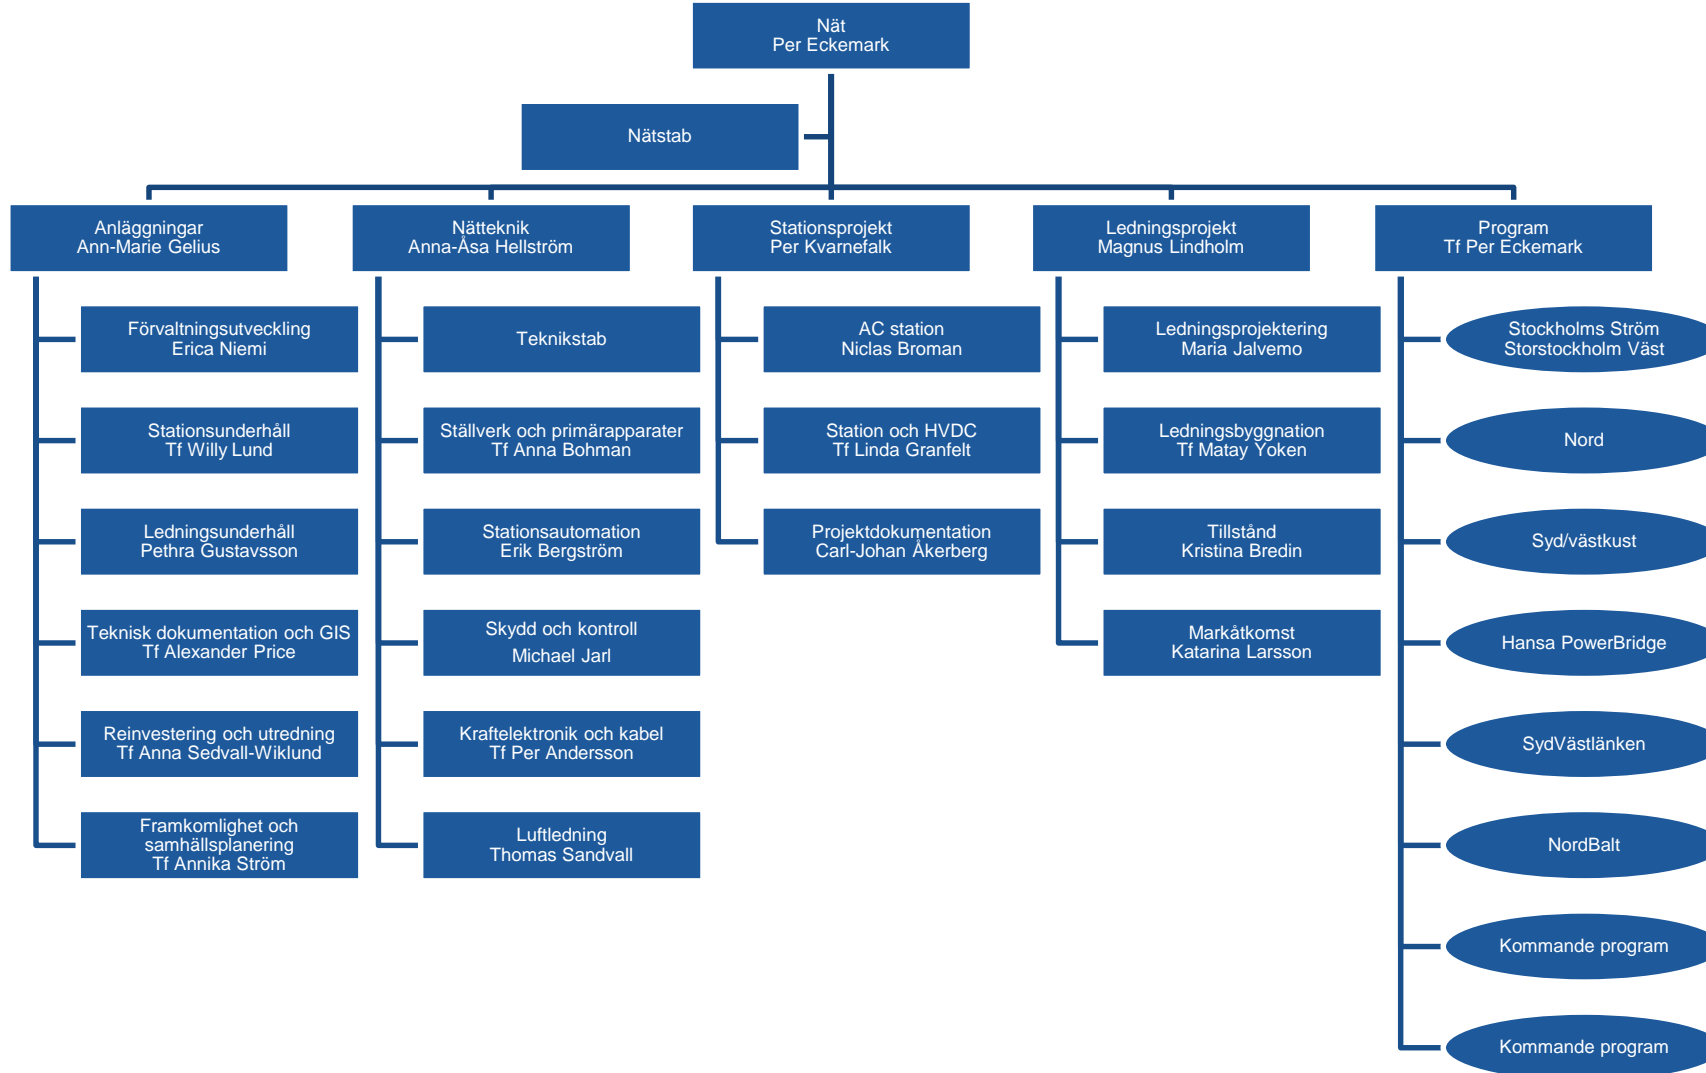 Nät
Per Eckemark
Nätstab
Anläggningar
Ann-Marie Gelius
Förvaltningsutveckling
Erica Niemi
Stationsunderhåll
Tf Willy Lund
Ledningsunderhåll
Pethra Gustavsson
Teknisk dokumentation och GIS
Tf Alexander Price
Reinvestering och utredning
Tf Anna Sedvall-Wiklund
Framkomlighet och
samhällsplanering
Tf Annika Ström
Nätteknik
Anna-Åsa Hellström
Teknikstab
Ställverk och primärapparater
Tf Anna Bohman
Stationsautomation
Erik Bergström
Skydd och kontroll
Michael Jarl
Kraftelektronik och kabel
Tf Per Andersson
Luftledning
Thomas Sandvall
Stationsprojekt
Per Kvarnefalk
AC station
Niclas Broman
Station och HVDC
Tf Linda Granfelt
Projektdokumentation
Carl-Johan Åkerberg
Ledningsprojekt
Magnus Lindholm
Ledningsprojektering
Maria Jalvemo
Ledningsbyggnation
Tf Matay Yoken
Tillstånd
Kristina Bredin
Markåtkomst
Katarina Larsson
Program
Tf Per Eckemark
Stockholms Ström
Storstockholm Väst
Nord
Syd/västkust
Hansa PowerBridge
SydVästlänken
NordBalt
Kommande program
Kommande program